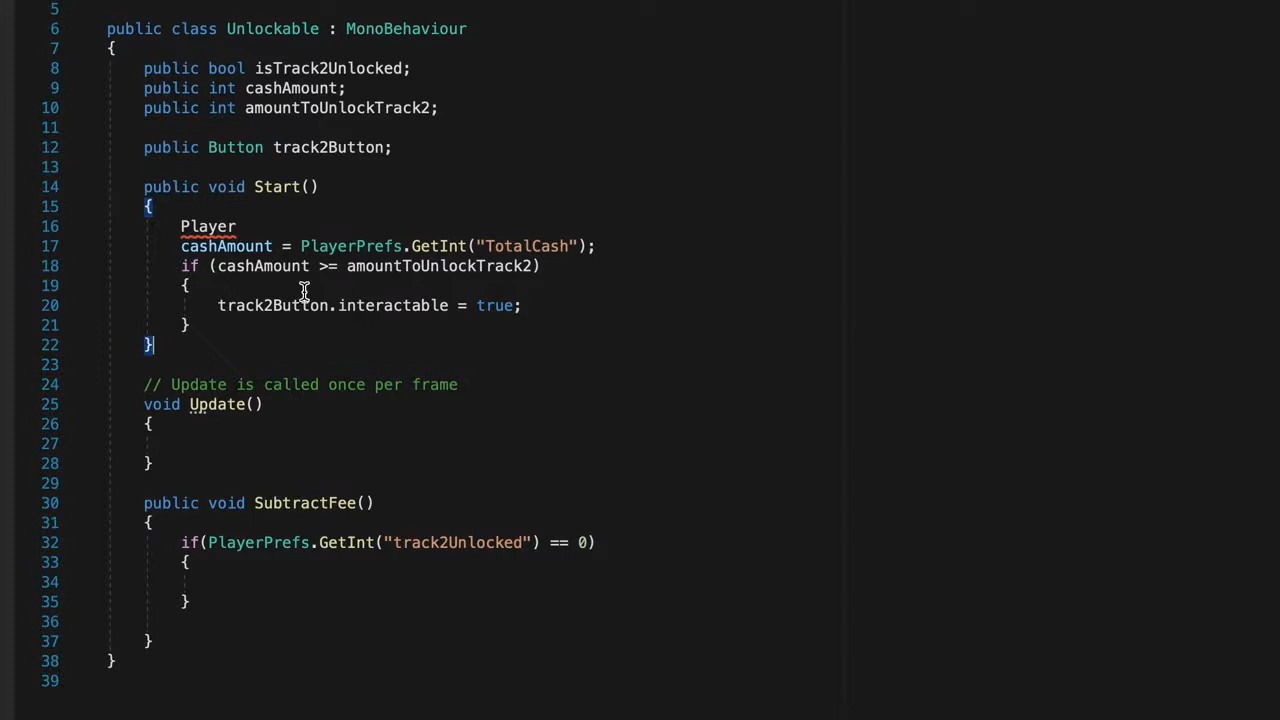 5
6 public class Unlockable : MonoBehaviour
7 {
8 public bool isTrack2Unlocked;
9 public int cashAmount;
10 public int amountToUnlockTrack2;
11
12 public Button track2Button;
13
14 public void Start()
15 {
16 Player
17 cashAmount = PlayerPrefs.GetInt("TotalCash");
18 if (cashAmount >= amountToUnlockTrack2)
19 {
20 track2Button.interactable = true;
21 }
22 }
23
24 // Update is called once per frame
25 void Update()
26 {
27
28 }
29
30 public void SubtractFee()
31 {
32 if(PlayerPrefs.GetInt("track2Unlocked") == 0)
33 {
34
35 }
36
37 }
38 }
39